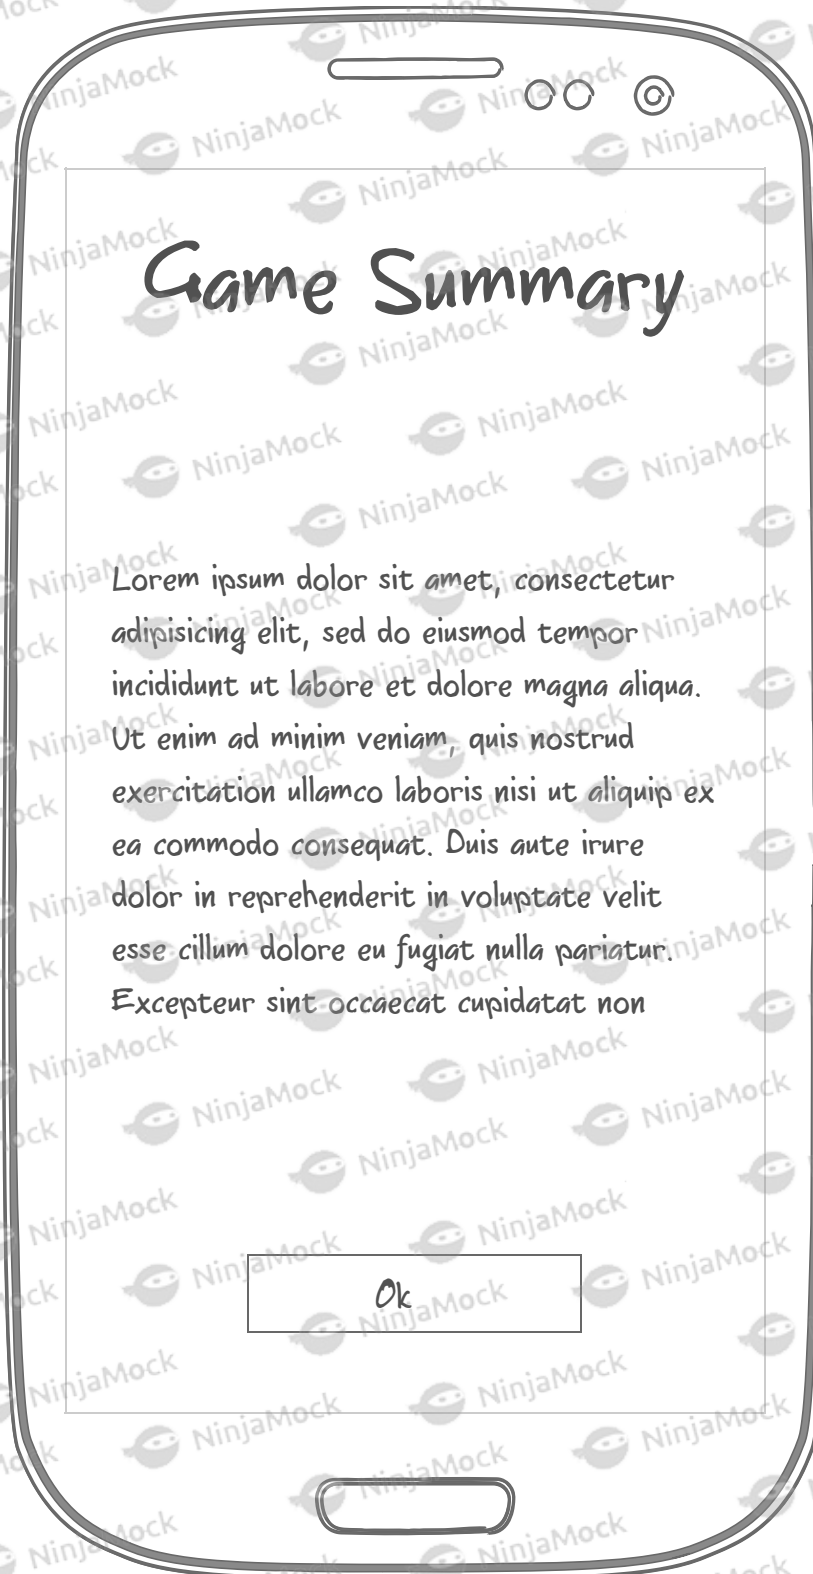 Game Summary
Lorem ipsum dolor sit amet, consectetur
adipisicing elit, sed do eiusmod tempor
incididunt ut labore et dolore magna aliqua.
Ut enim ad minim veniam, quis nostrud
exercitation ullamco laboris nisi ut aliquip ex
ea commodo consequat. Duis aute irure
dolor in reprehenderit in voluptate velit
esse cillum dolore eu fugiat nulla pariatur.
Excepteur sint occaecat cupidatat non
Ok
NinjaMock